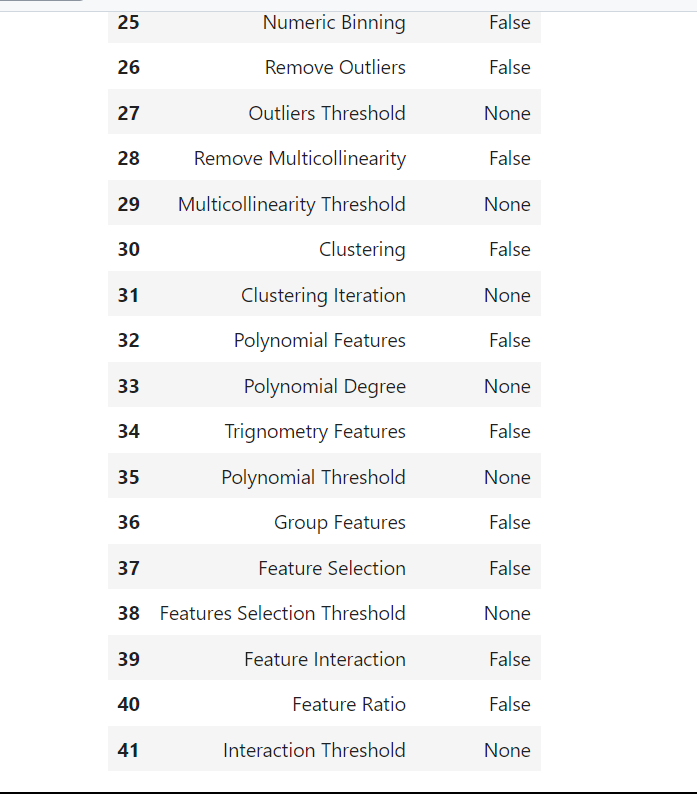 25 Numeric Binning False
26 Remove Outliers False
27 Outliers Threshold None
28 Remove Multicollinearity False
29 Multicollinearity Threshold None
30 Clustering False
31 Clustering Iteration None
32 Polynomial Features False
33 Polynomial Degree None
34 Trignometry Features False
35 Polynomial Threshold None
36 Group Features False
37 Feature Selection False
38 Features Selection Threshold None
39 Feature Interaction False
40 Feature Ratio False
41 Interaction Threshold None